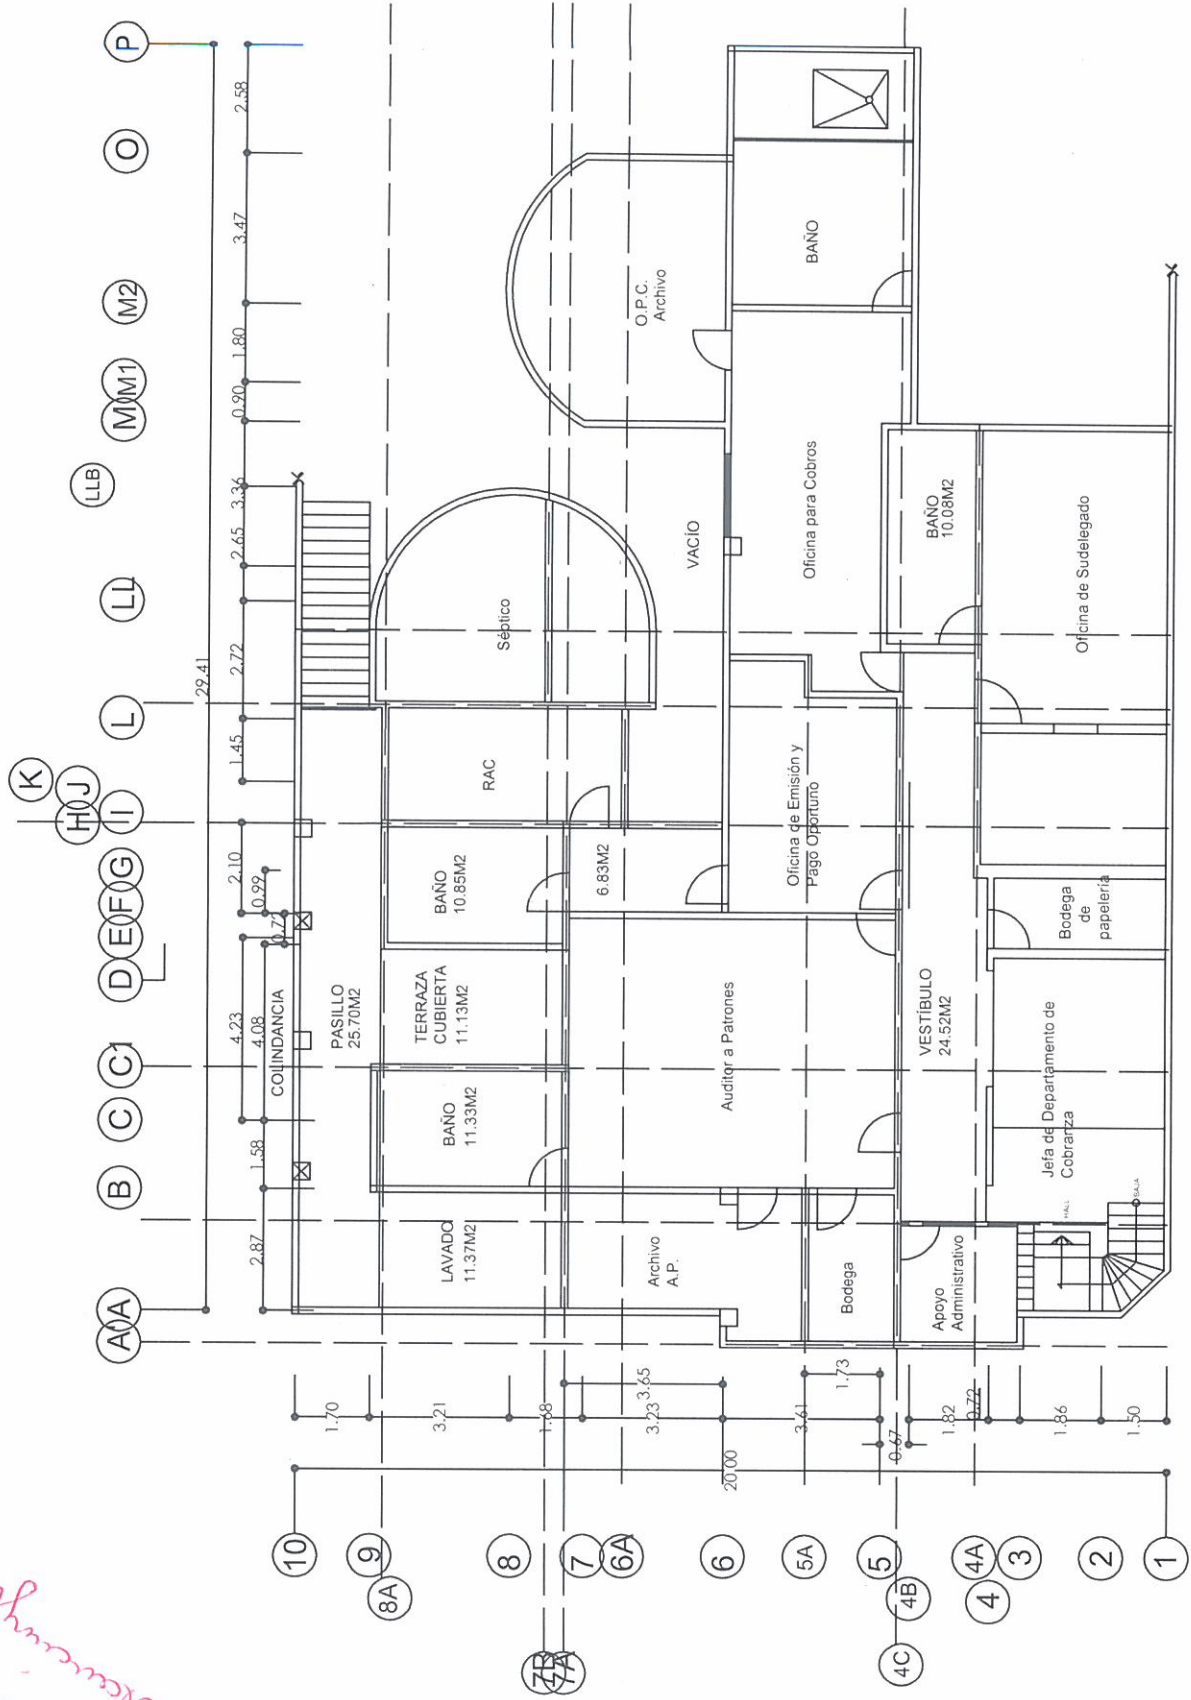 P
O
M2
M1
M
LLB
LL
L
K
J
H
I
G
F
E
D
C1
C
B
A
A0
29.41
2.58
3.47
1.80
0.90
3.36
2.65
2.72
1.45
2.10
0.99
0.72
4.23
4.08
1.58
2.87
COLINDANCIA
PASILLO
25.70M2
TERRAZA
CUBIERTA
11.13M2
BAÑO
10.85M2
BAÑO
11.33M2
LAVADO
11.37M2
RAC
Séptico
6.83M2
VACÍO
O.P.C.
Archivo
BAÑO
Oficina para Cobros
BAÑO
10.08M2
Oficina de Sudelegado
Oficina de Emisión y
Pago Oportuno
Auditor a Patrones
Archivo
A.P.
Bodega
Apoyo
Administrativo
VESTÍBULO
24.52M2
Bodega
de
papelería
Jefa de Departamento de
Cobranza
HALL
BAJA
1.70
3.21
1.68
3.65
3.23
1.73
3.61
0.67
1.82
0.72
1.86
1.50
20.00
10
9
8A
8
7B
7A
7
6A
6
5A
5
4B
4C
4A
4
3
2
1